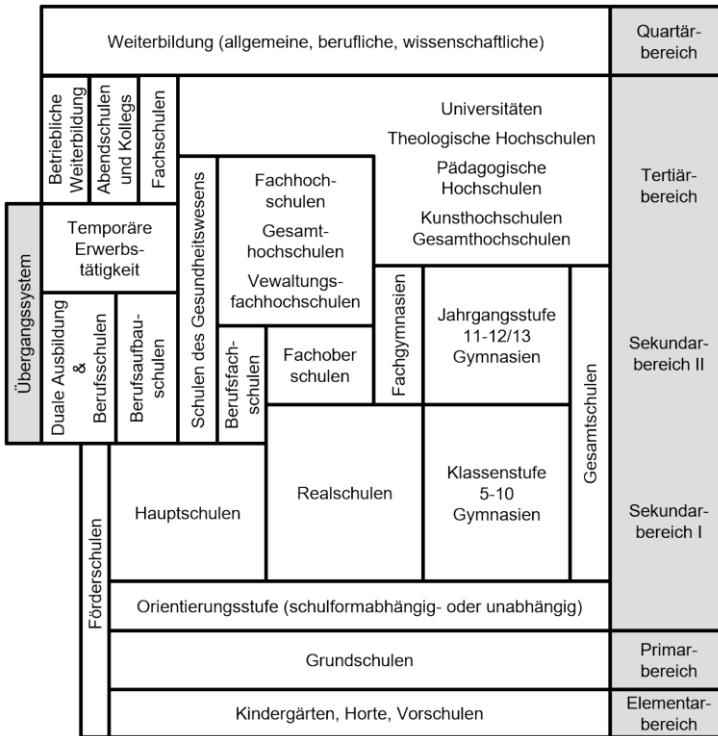 Weiterbildung (allgemeine, berufliche, wissenschaftliche)
Quartär-
bereich
Betriebliche
Weiterbildung
Abendschulen
und Kollegs
Fachschulen
Universitäten
Theologische Hochschulen
Pädagogische
Hochschulen
Kunsthochschulen
Gesamthochschulen
Tertiär-
bereich
Schulen des Gesundheitswesens
Fachhoch-
schulen
Gesamt-
hochschulen
Vewaltungs-
fachhochschulen
Übergangssystem
Temporäre
Erwerbs-
tätigkeit
Duale Ausbildung
&
Berufsschulen
Berufsaufbau-
schulen
Berufsfach-
schulen
Fachober
schulen
Fachgymnasien
Jahrgangsstufe
11-12/13
Gymnasien
Gesamtschulen
Sekundar-
bereich II
Förderschulen
Hauptschulen
Realschulen
Klassenstufe
5-10
Gymnasien
Sekundar-
bereich I
Orientierungsstufe (schulformabhängig- oder unabhängig)
Grundschulen
Primar-
bereich
Kindergärten, Horte, Vorschulen
Elementar-
bereich